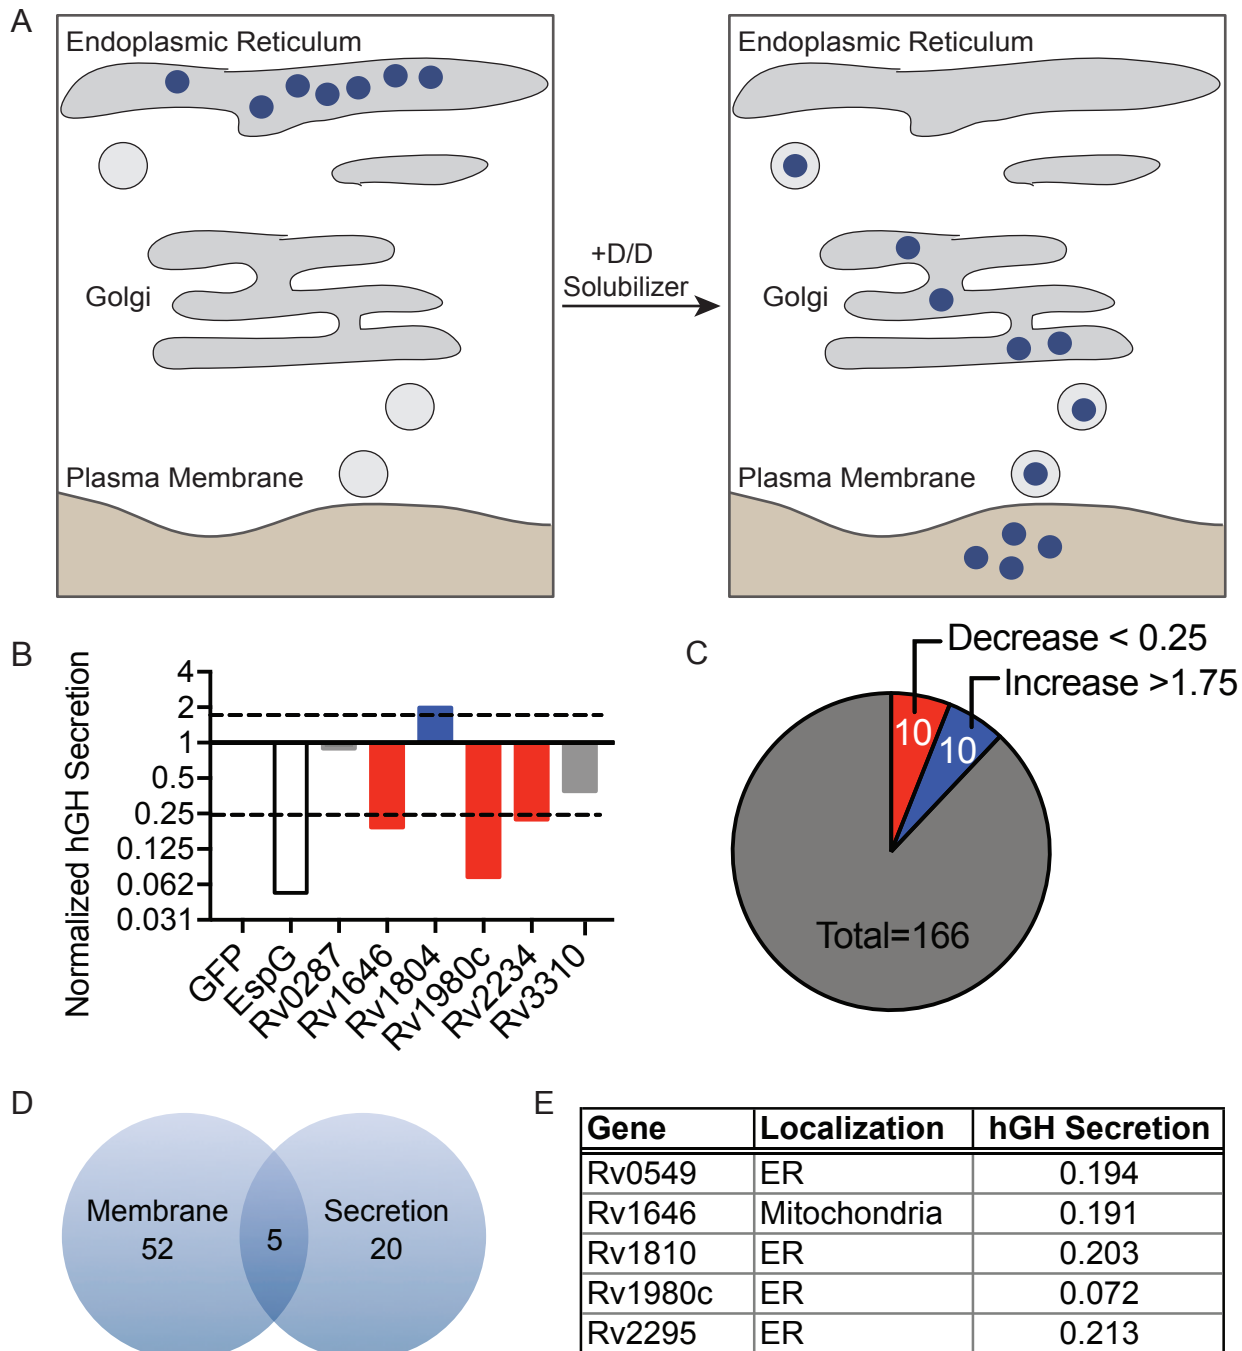 A
Endoplasmic Reticulum
Golgi
Plasma Membrane
+D/D
Solubilizer
Endoplasmic Reticulum
Golgi
Plasma Membrane
B
Normalized hGH Secretion
4
2
1
0.5
0.25
0.125
0.062
0.031
GFP
EspG
Rv0287
Rv1646
Rv1804
Rv1980c
Rv2234
Rv3310
C
Decrease < 0.25
Increase >1.75
10
10
Total=166
D
Membrane
52
5
Secretion
20
E
Gene Localization hGH Secretion
Rv0549 ER 0.194
Rv1646 Mitochondria 0.191
Rv1810 ER 0.203
Rv1980c ER 0.072
Rv2295 ER 0.213